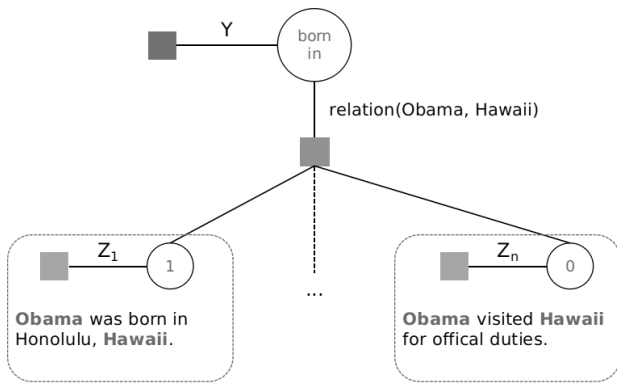 Y
born
in
relation(Obama, Hawaii)
Z1
1
Zn
0
...
Obama was born in
Honolulu, Hawaii.
Obama visited Hawaii
for offical duties.